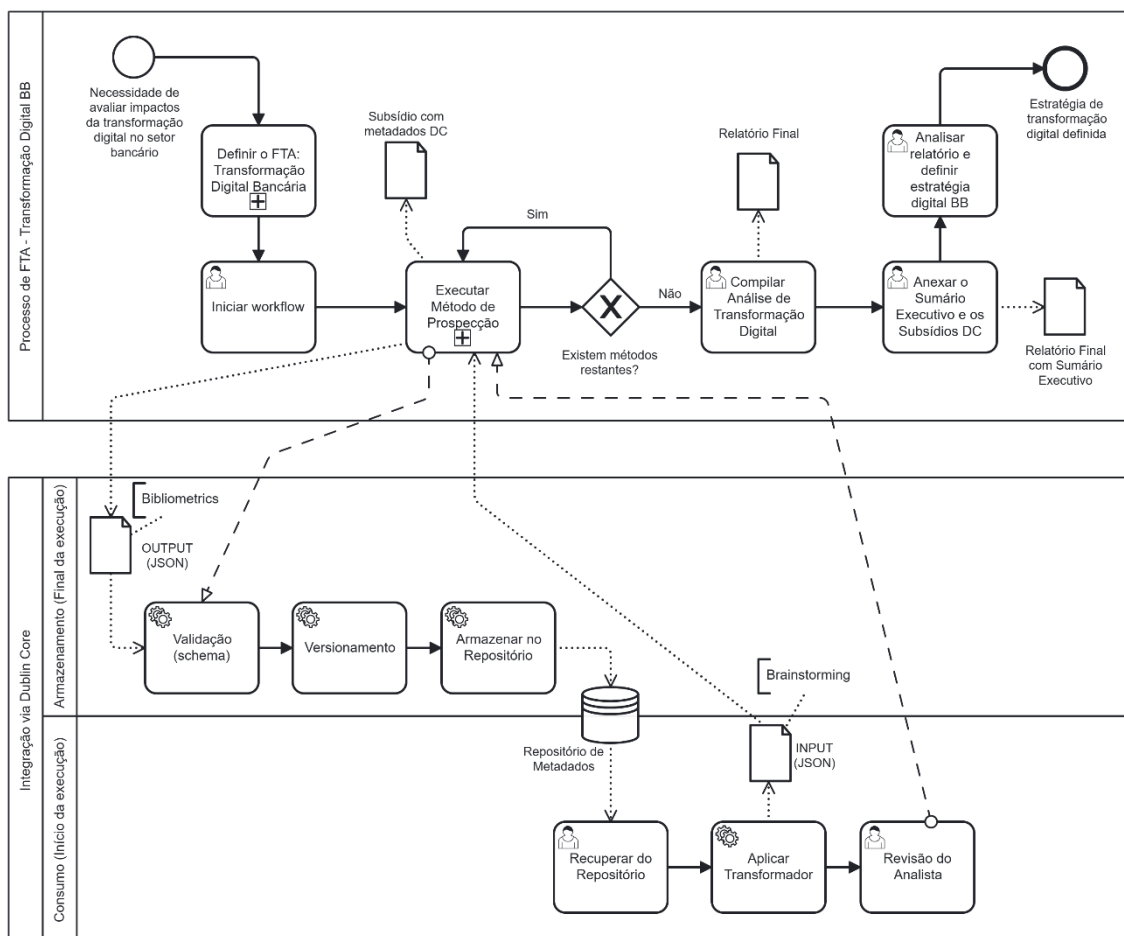 Processo de FTA - Transformação Digital BB
Necessidade de
avaliar impactos
da transformação
digital no setor
bancário
Definir o FTA:
Transformação
Digital Bancária
Iniciar workflow
Subsídio com
metadados DC
Executar
Método de
Prospecção
Sim
Existem métodos
restantes?
Não
Relatório Final
Compilar
Análise de
Transformação
Digital
Analisar
relatório e
definir
estratégia
digital BB
Anexar o
Sumário
Executivo e os
Subsídios DC
Estratégia de
transformação
digital definida
Relatório Final
com Sumário
Executivo
Integração via Dublin Core
Armazenamento (Final da execução)
Bibliometrics
OUTPUT
(JSON)
Validação
(schema)
Versionamento
Armazenar no
Repositório
Repositório de
Metadados
Brainstorming
INPUT
(JSON)
Consumo (Início da execução)
Recuperar do
Repositório
Aplicar
Transformador
Revisão do
Analista